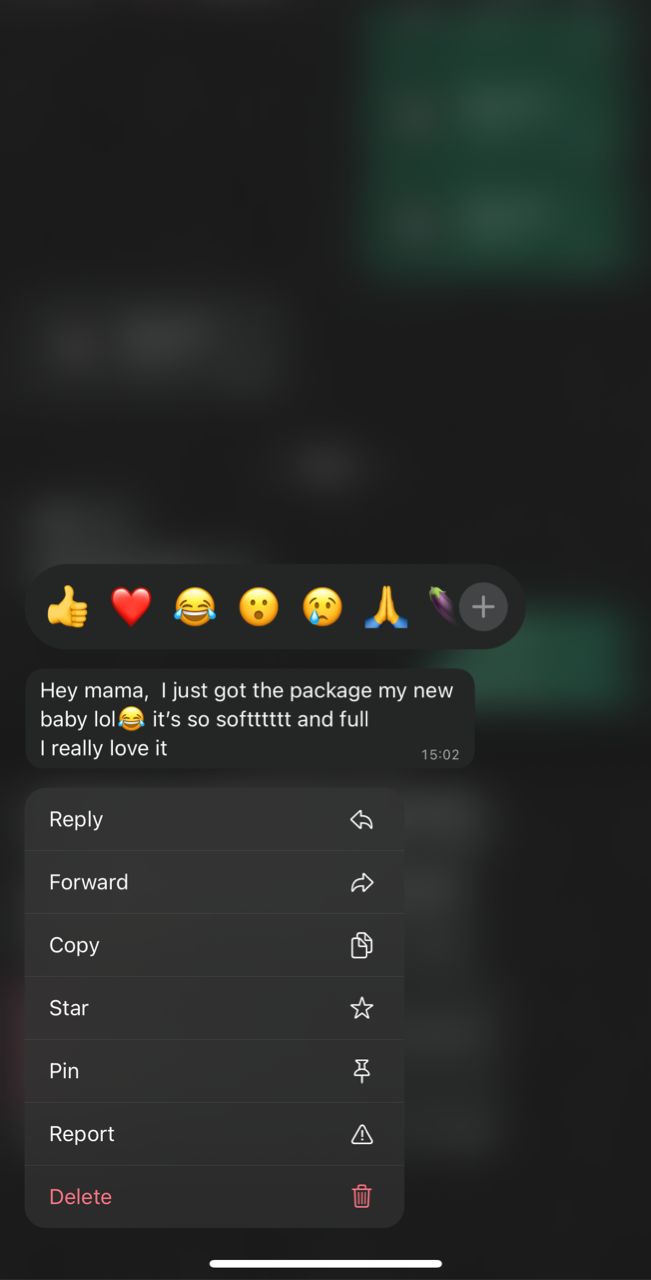 Hey mama,  I just got the package my new
baby lol😂 it’s so softttttt and full
I really love it
15:02
Reply
Forward
Copy
Star
Pin
Report
Delete